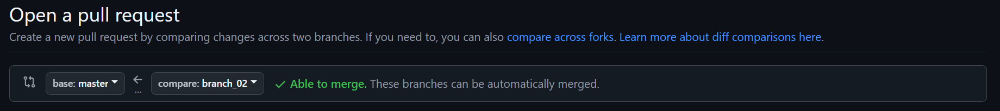 Open a pull request
Create a new pull request by comparing changes across two branches. If you need to, you can also compare across forks. Learn more about diff comparisons here.
base: master ← compare: branch_02 ✓ Able to merge. These branches can be automatically merged.
...